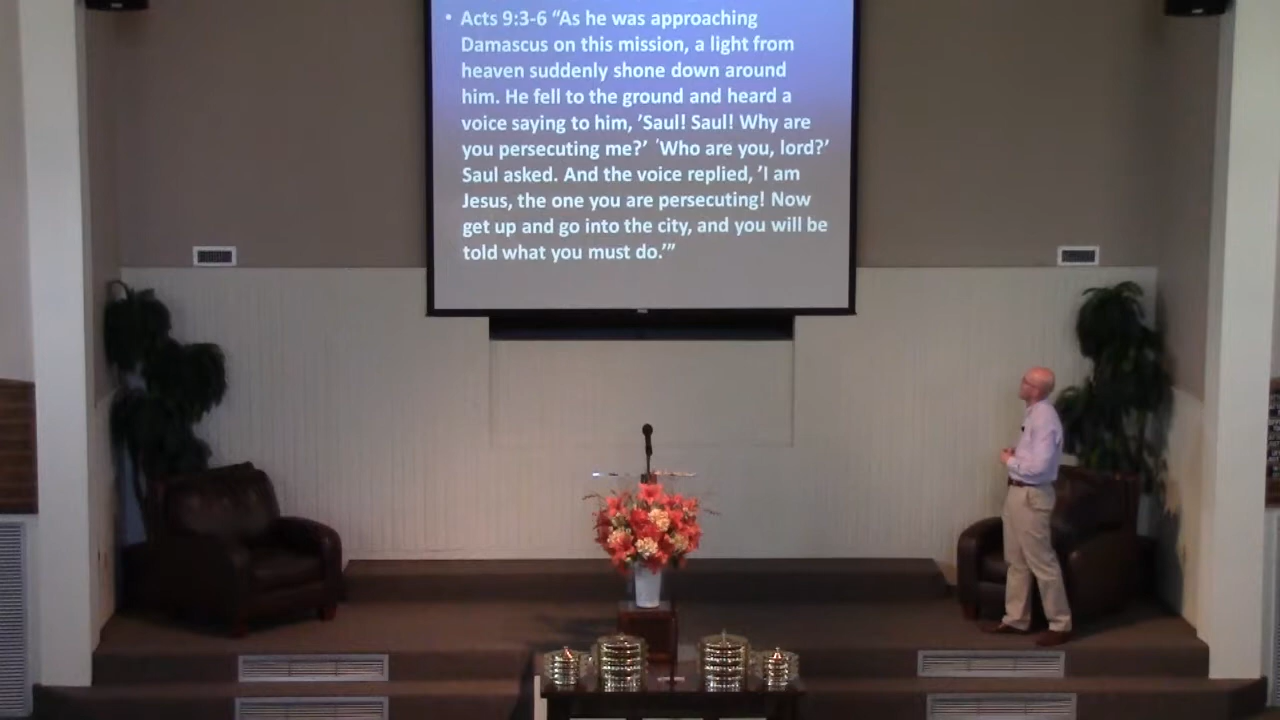 • Acts 9:3-6 “As he was approaching
Damascus on this mission, a light from
heaven suddenly shone down around
him. He fell to the ground and heard a
voice saying to him, ’Saul! Saul! Why are
you persecuting me?’ ‘Who are you, lord?’
Saul asked. And the voice replied, ’I am
Jesus, the one you are persecuting! Now
get up and go into the city, and you will be
told what you must do.’”